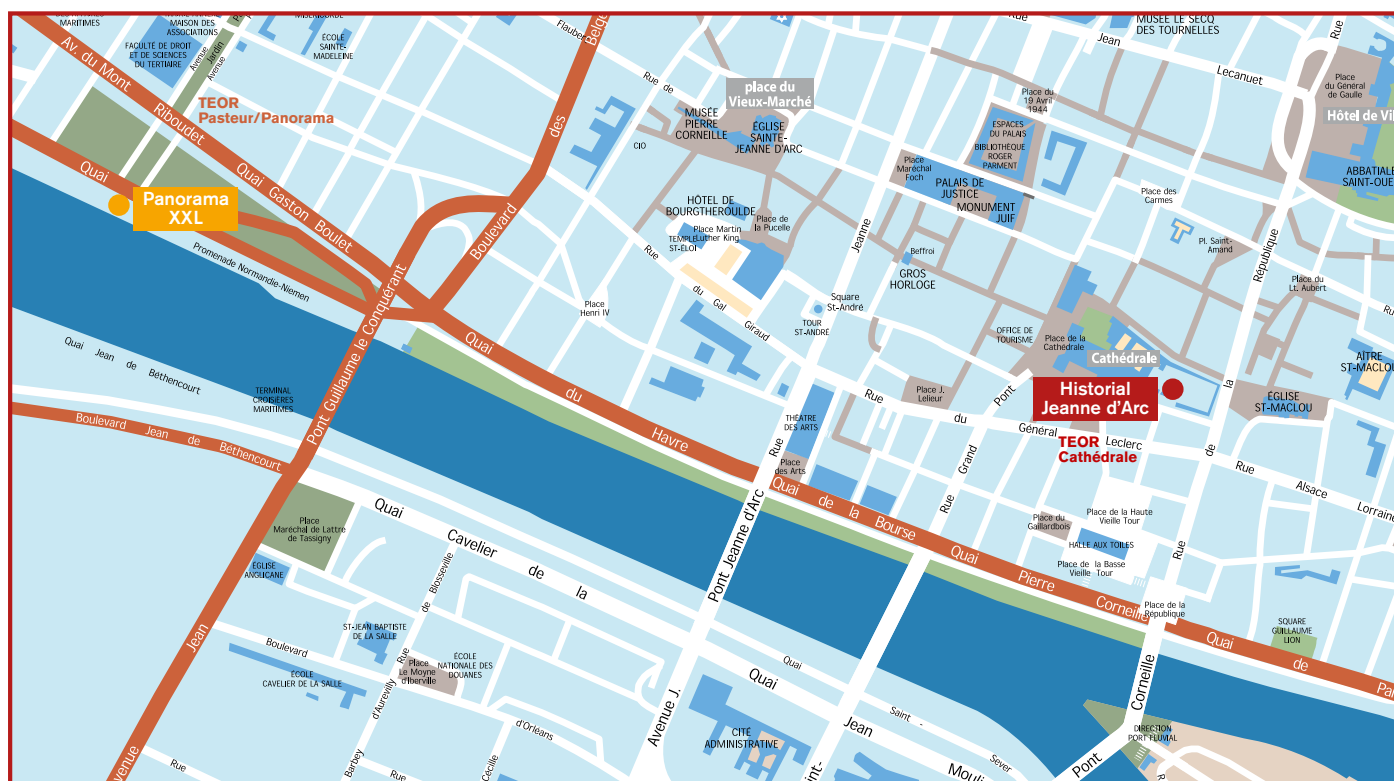 MARITIMES
MAISON DES
ASSOCIATIONS
FACULTÉ DE DROIT
ET DE SCIENCES
DU TERTIAIRE
Avenue
Jardin
Avenue
ÉCOLE
SAINTE-
MADELEINE
Flaubert
Av. du Mont Riboudet
TEOR
Pasteur/Panorama
Quai
Quai Gaston Boulet
Panorama
XXL
Promenade Normandie-Niemen
Boulevard des
Rue de
CIO
MUSÉE
PIERRE
CORNEILLE
place du
Vieux-Marché
ÉGLISE
SAINTE-
JEANNE D'ARC
HÔTEL DE
BOURGTHEROULDE
Place Martin
Luther King
TEMPLE
ST-ÉLOI
Place de
la Pucelle
Rue du Gal Giraud
Place
Henri IV
Square
St-André
TOUR
ST-ANDRÉ
Rue
Jean Lecanuet
MUSÉE LE SECQ
DES TOURNELLES
Rue
Place
du Général
de Gaulle
Place du
19 Avril
1944
ESPACES
DU PALAIS
BIBLIOTHÈQUE
ROGER
PARMENT
Place
Maréchal
Foch
PALAIS DE
JUSTICE
MONUMENT
JUIF
Place des
Carmes
ABBATIALE
Pl. Saint-
Amand
Place du
Lt. Aubert
Beffroi
GROS
HORLOGE
OFFICE DE
TOURISME
Place de la
Cathédrale
Cathédrale
AÎTRE
ST-MACLOU
Historial
Jeanne d'Arc
ÉGLISE
ST-MACLOU
TEOR
Cathédrale
Place J.
Lelieur
Rue du Général Leclerc
Rue Alsace Lorraine
Rue Jeanne
Rue Grand Pont
Rue de la République
THÉÂTRE
DES ARTS
Place
des Arts
Quai du Havre
Quai de la Bourse
Quai Pierre Corneille
Quai de
Place du
Gaillardbois
Place de la Haute
Vieille Tour
HALLE AUX TOILES
Place de la Basse
Vieille Tour
Place de la
République
SQUARE
GUILLAUME
LION
Pont Guillaume le Conquérant
Pont Jeanne d'Arc
Pont Corneille
Quai Jean de Béthencourt
TERMINAL
CROISIÈRES
MARITIMES
Boulevard Jean de Béthencourt
Place
Maréchal de Lattre
de Tassigny
Quai Cavelier de la
ÉGLISE
ANGLICANE
Rue de Blosseville
ST-JEAN BAPTISTE
DE LA SALLE
Boulevard d'Orleans
ÉCOLE
CAVELIER DE LA SALLE
Place
Le Moyne
d'Iberville
ÉCOLE
NATIONALE DES
DOUANES
Jean
Rue
Barbey d'Aurevilly
Rue
Cécille
Avenue J.
CITÉ
ADMINISTRATIVE
Quai Jean
Quai
Saint -
Sever
DIRECTION
PORT FLUVIAL